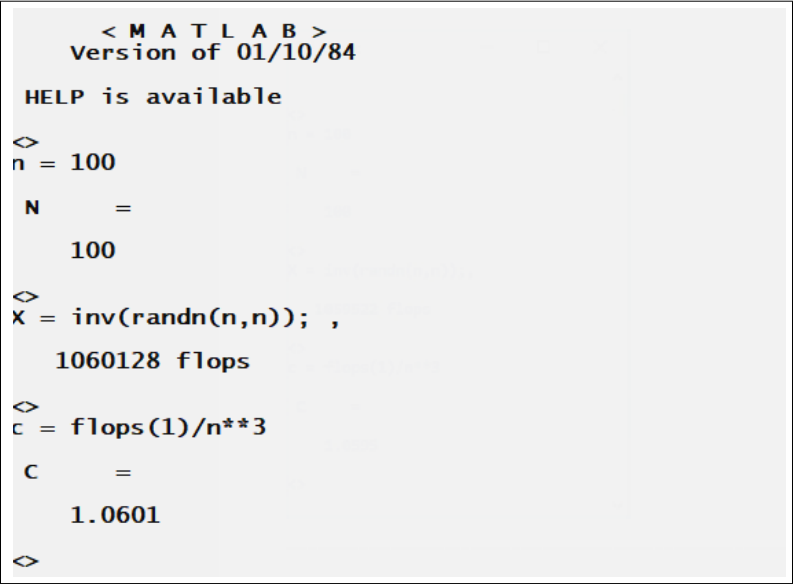 < M A T L A B >
Version of 01/10/84
HELP is available
<>
n = 100
N =
100
<>
X = inv(randn(n,n)); ,
1060128 flops
<>
c = flops(1)/n**3
C =
1.0601
<>